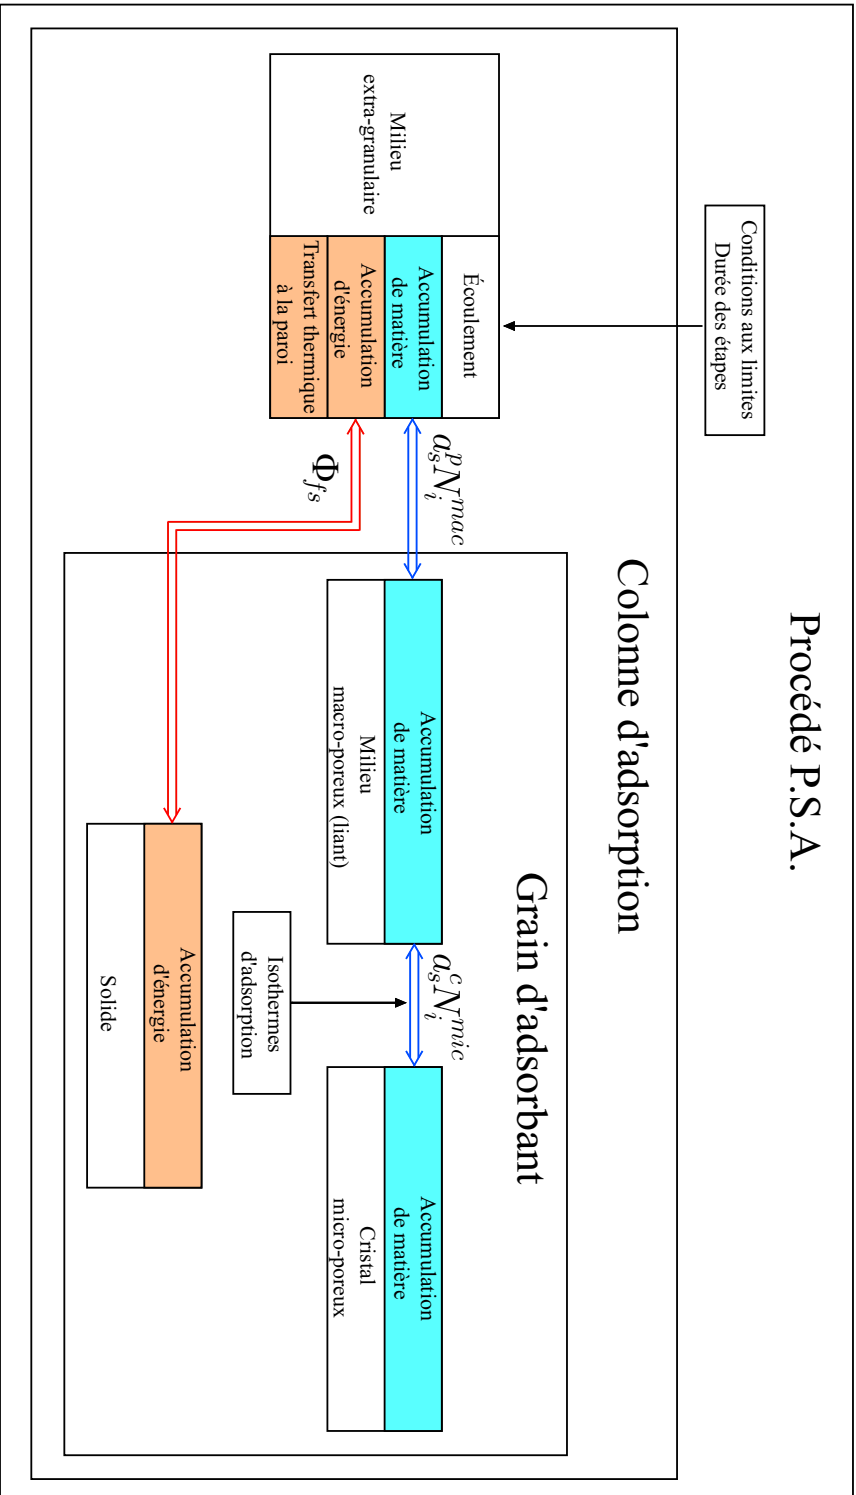 Procédé P.S.A.
Conditions aux limites
Durée des étapes
Colonne d'adsorption
Milieu
extra-granulaire
Écoulement
Accumulation
de matière
Accumulation
d'énergie
Transfert thermique
à la paroi
a_s^p N_i^{mac}
Φ_{fs}
Grain d'adsorbant
Accumulation
de matière
Milieu
macro-poreux (liant)
a_s^c N_i^{mic}
Isothermes
d'adsorption
Accumulation
de matière
Cristal
micro-poreux
Accumulation
d'énergie
Solide